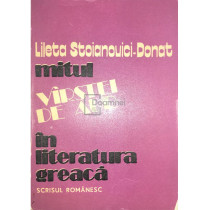 Lileta Stoianovici-Donat
mitul
VÎRSTEI
DE
în
literatura
greacă
SCRISUL ROMÂNESC